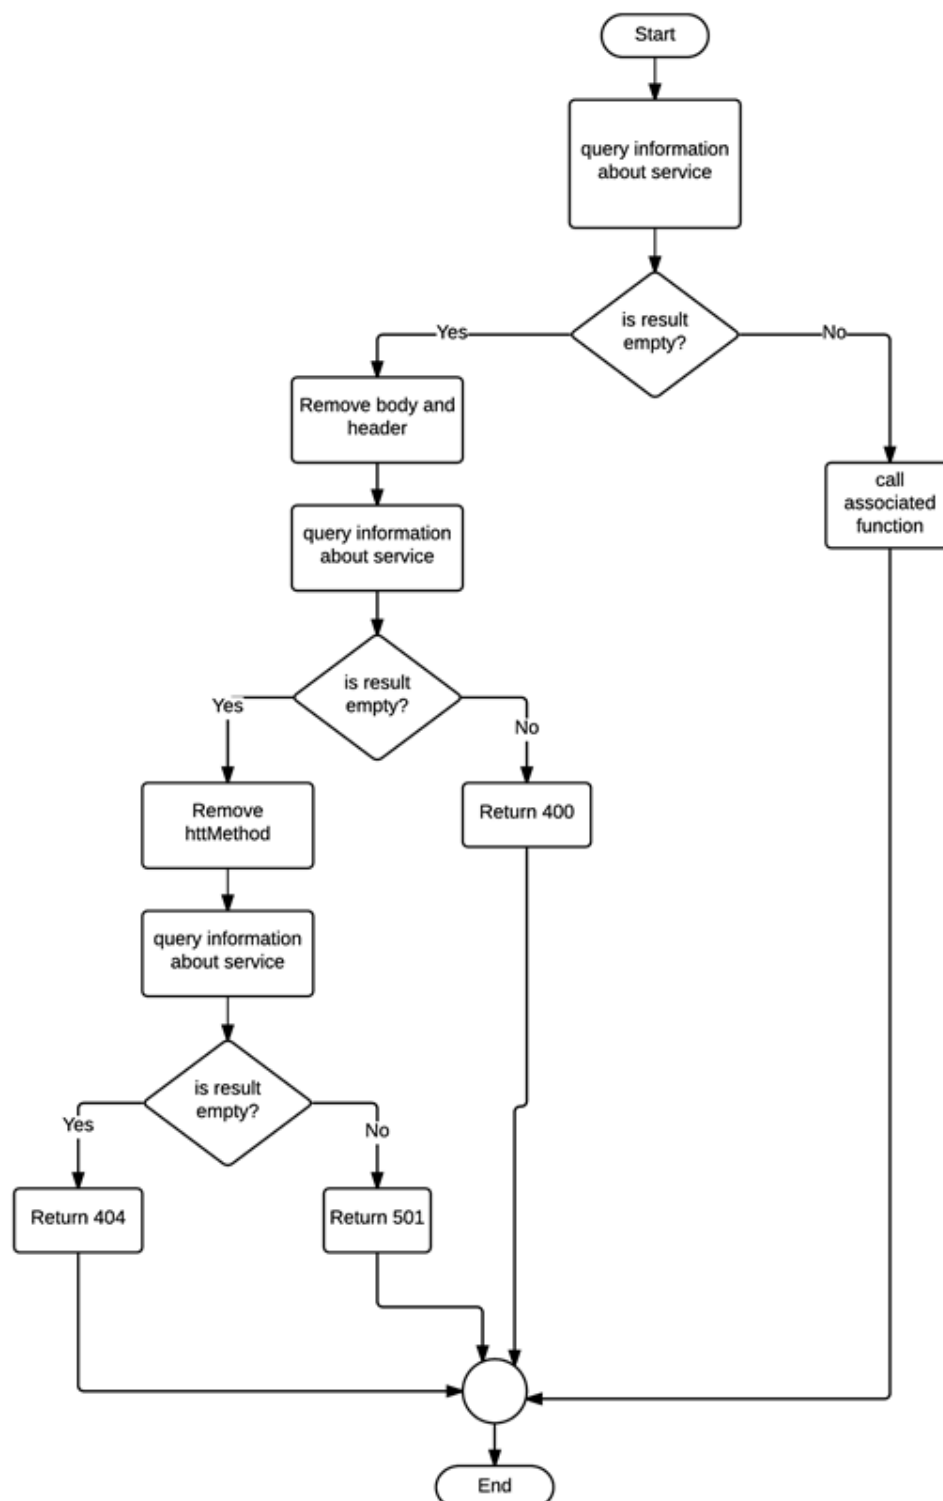 Start
query information
about service
is result
empty?
Yes
No
Remove body and
header
call
associated
function
query information
about service
is result
empty?
Yes
No
Remove
httMethod
Return 400
query information
about service
is result
empty?
Yes
No
Return 404
Return 501
End